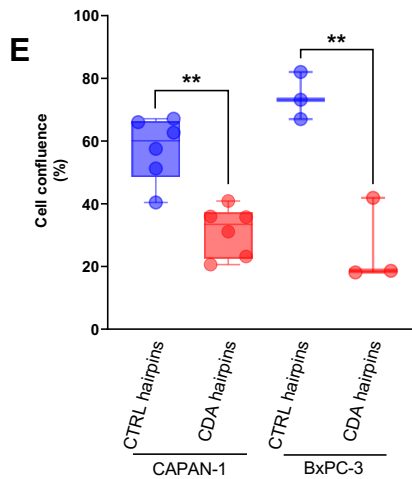 E
Cell confluence
(%)
100
80
60
40
20
0
**
**
CTRL hairpins
CDA hairpins
CTRL hairpins
CDA hairpins
CAPAN-1
BxPC-3